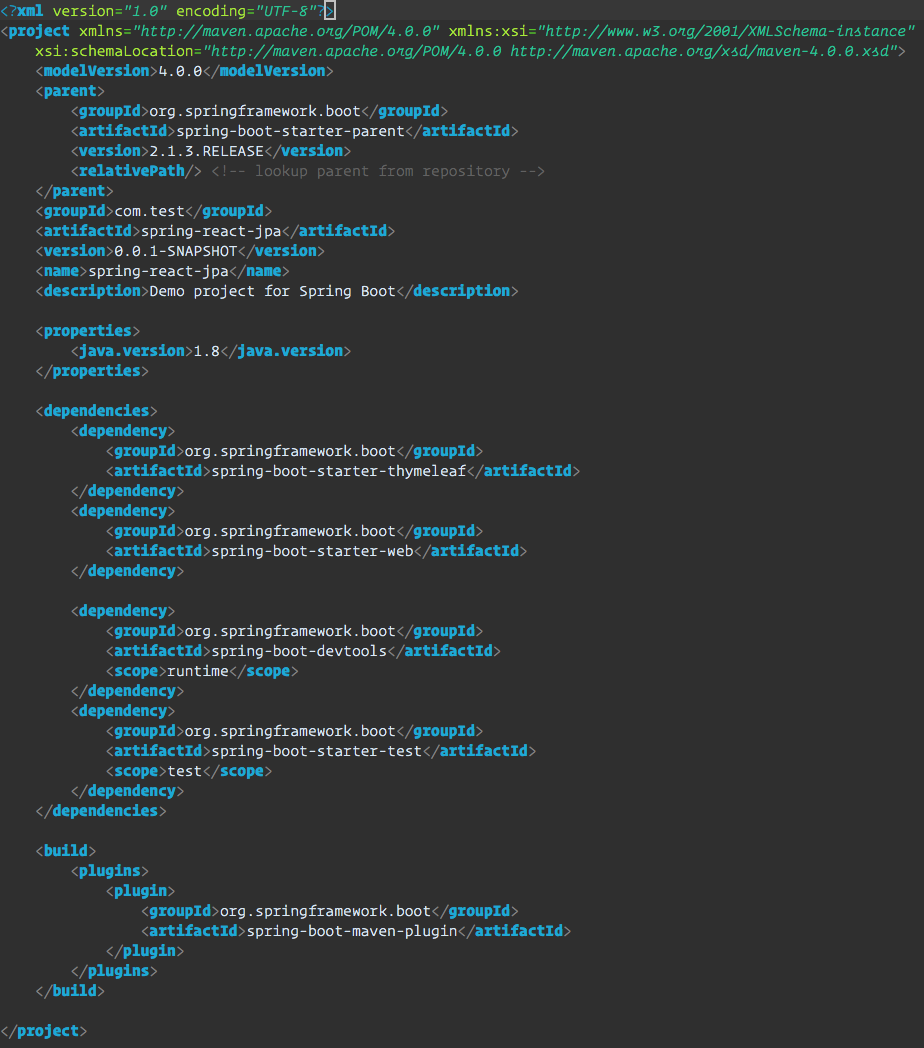 <?xml version="1.0" encoding="UTF-8"?>
<project xmlns="http://maven.apache.org/POM/4.0.0" xmlns:xsi="http://www.w3.org/2001/XMLSchema-instance"
    xsi:schemaLocation="http://maven.apache.org/POM/4.0.0 http://maven.apache.org/xsd/maven-4.0.0.xsd">
    <modelVersion>4.0.0</modelVersion>
    <parent>
        <groupId>org.springframework.boot</groupId>
        <artifactId>spring-boot-starter-parent</artifactId>
        <version>2.1.3.RELEASE</version>
        <relativePath/> <!-- lookup parent from repository -->
    </parent>
    <groupId>com.test</groupId>
    <artifactId>spring-react-jpa</artifactId>
    <version>0.0.1-SNAPSHOT</version>
    <name>spring-react-jpa</name>
    <description>Demo project for Spring Boot</description>

    <properties>
        <java.version>1.8</java.version>
    </properties>

    <dependencies>
        <dependency>
            <groupId>org.springframework.boot</groupId>
            <artifactId>spring-boot-starter-thymeleaf</artifactId>
        </dependency>
        <dependency>
            <groupId>org.springframework.boot</groupId>
            <artifactId>spring-boot-starter-web</artifactId>
        </dependency>

        <dependency>
            <groupId>org.springframework.boot</groupId>
            <artifactId>spring-boot-devtools</artifactId>
            <scope>runtime</scope>
        </dependency>
        <dependency>
            <groupId>org.springframework.boot</groupId>
            <artifactId>spring-boot-starter-test</artifactId>
            <scope>test</scope>
        </dependency>
    </dependencies>

    <build>
        <plugins>
            <plugin>
                <groupId>org.springframework.boot</groupId>
                <artifactId>spring-boot-maven-plugin</artifactId>
            </plugin>
        </plugins>
    </build>

</project>